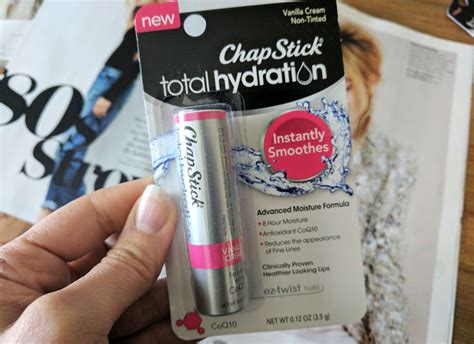 new
Vanilla Cream
Non-Tinted
ChapStick
total hydration
Instantly
Smoothes
ChapStick
Advanced Moisture Formula
• 8 Hour Moisture
• Antioxidant CoQ10
• Reduces the appearance
of Fine Lines
Clinically Proven
Healthier Looking Lips
ez-twist TUBE
CoQ10
NET WT 0.12 OZ (3.5 g)